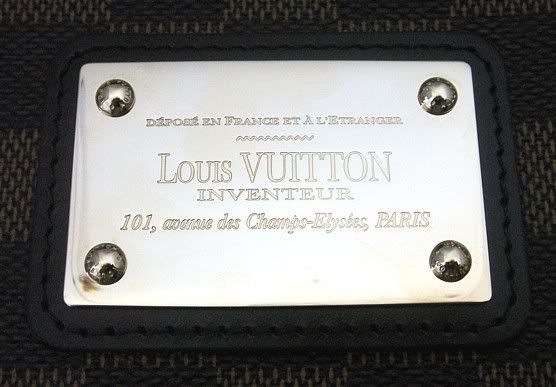 DÉPOSÉ EN FRANCE ET À L'ETRANGER
LOUIS VUITTON
INVENTEUR
101, avenue des Champs-Elysées, PARIS